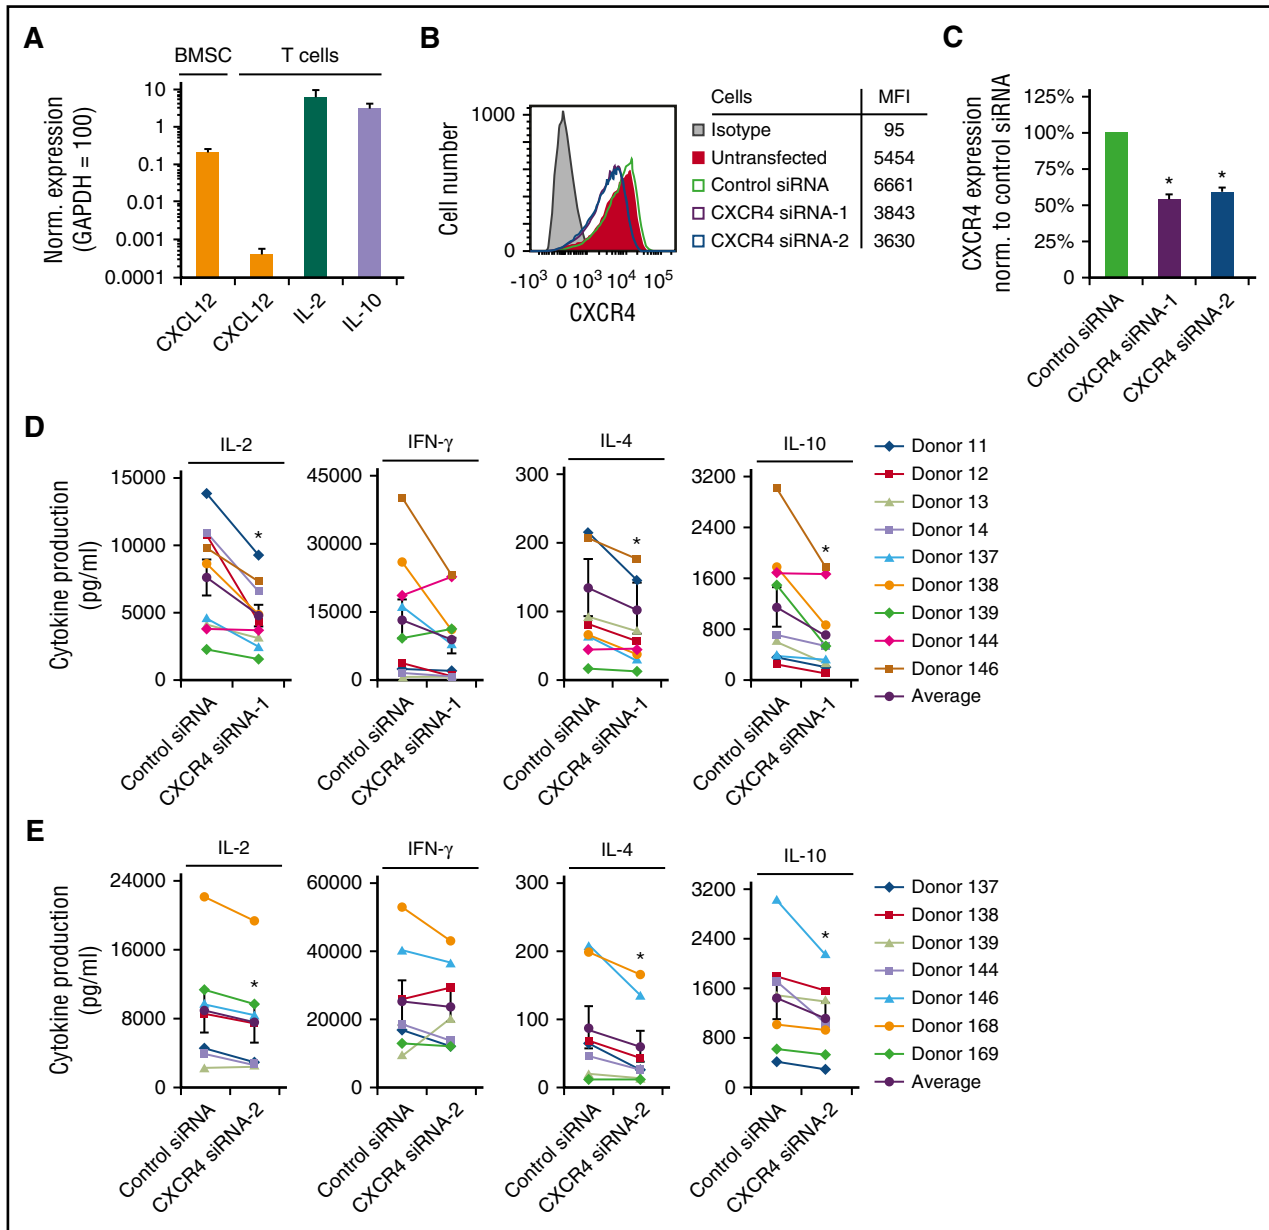 A
BMSC
T cells
Norm. expression
(GAPDH = 100)
10
1
0.1
0.01
0.001
0.0001
CXCL12
CXCL12
IL-2
IL-10
B
Cell number
1000
0
-10³ 0 10³ 10⁴ 10⁵
CXCR4
Cells MFI
Isotype 95
Untransfected 5454
Control siRNA 6661
CXCR4 siRNA-1 3843
CXCR4 siRNA-2 3630
C
CXCR4 expression
norm. to control siRNA
125%
100%
75%
50%
25%
0
*
*
Control siRNA
CXCR4 siRNA-1
CXCR4 siRNA-2
D
Cytokine production
(pg/ml)
IL-2
15000
10000
5000
0
*
Control siRNA
CXCR4 siRNA-1
IFN-γ
45000
30000
15000
0
Control siRNA
CXCR4 siRNA-1
IL-4
300
200
100
0
*
Control siRNA
CXCR4 siRNA-1
IL-10
3200
2400
1600
800
0
*
Control siRNA
CXCR4 siRNA-1
Donor 11
Donor 12
Donor 13
Donor 14
Donor 137
Donor 138
Donor 139
Donor 144
Donor 146
Average
E
Cytokine production
(pg/ml)
IL-2
24000
16000
8000
0
*
Control siRNA
CXCR4 siRNA-2
IFN-γ
60000
40000
20000
0
Control siRNA
CXCR4 siRNA-2
IL-4
300
200
100
0
*
Control siRNA
CXCR4 siRNA-2
IL-10
3200
2400
1600
800
0
*
Control siRNA
CXCR4 siRNA-2
Donor 137
Donor 138
Donor 139
Donor 144
Donor 146
Donor 168
Donor 169
Average